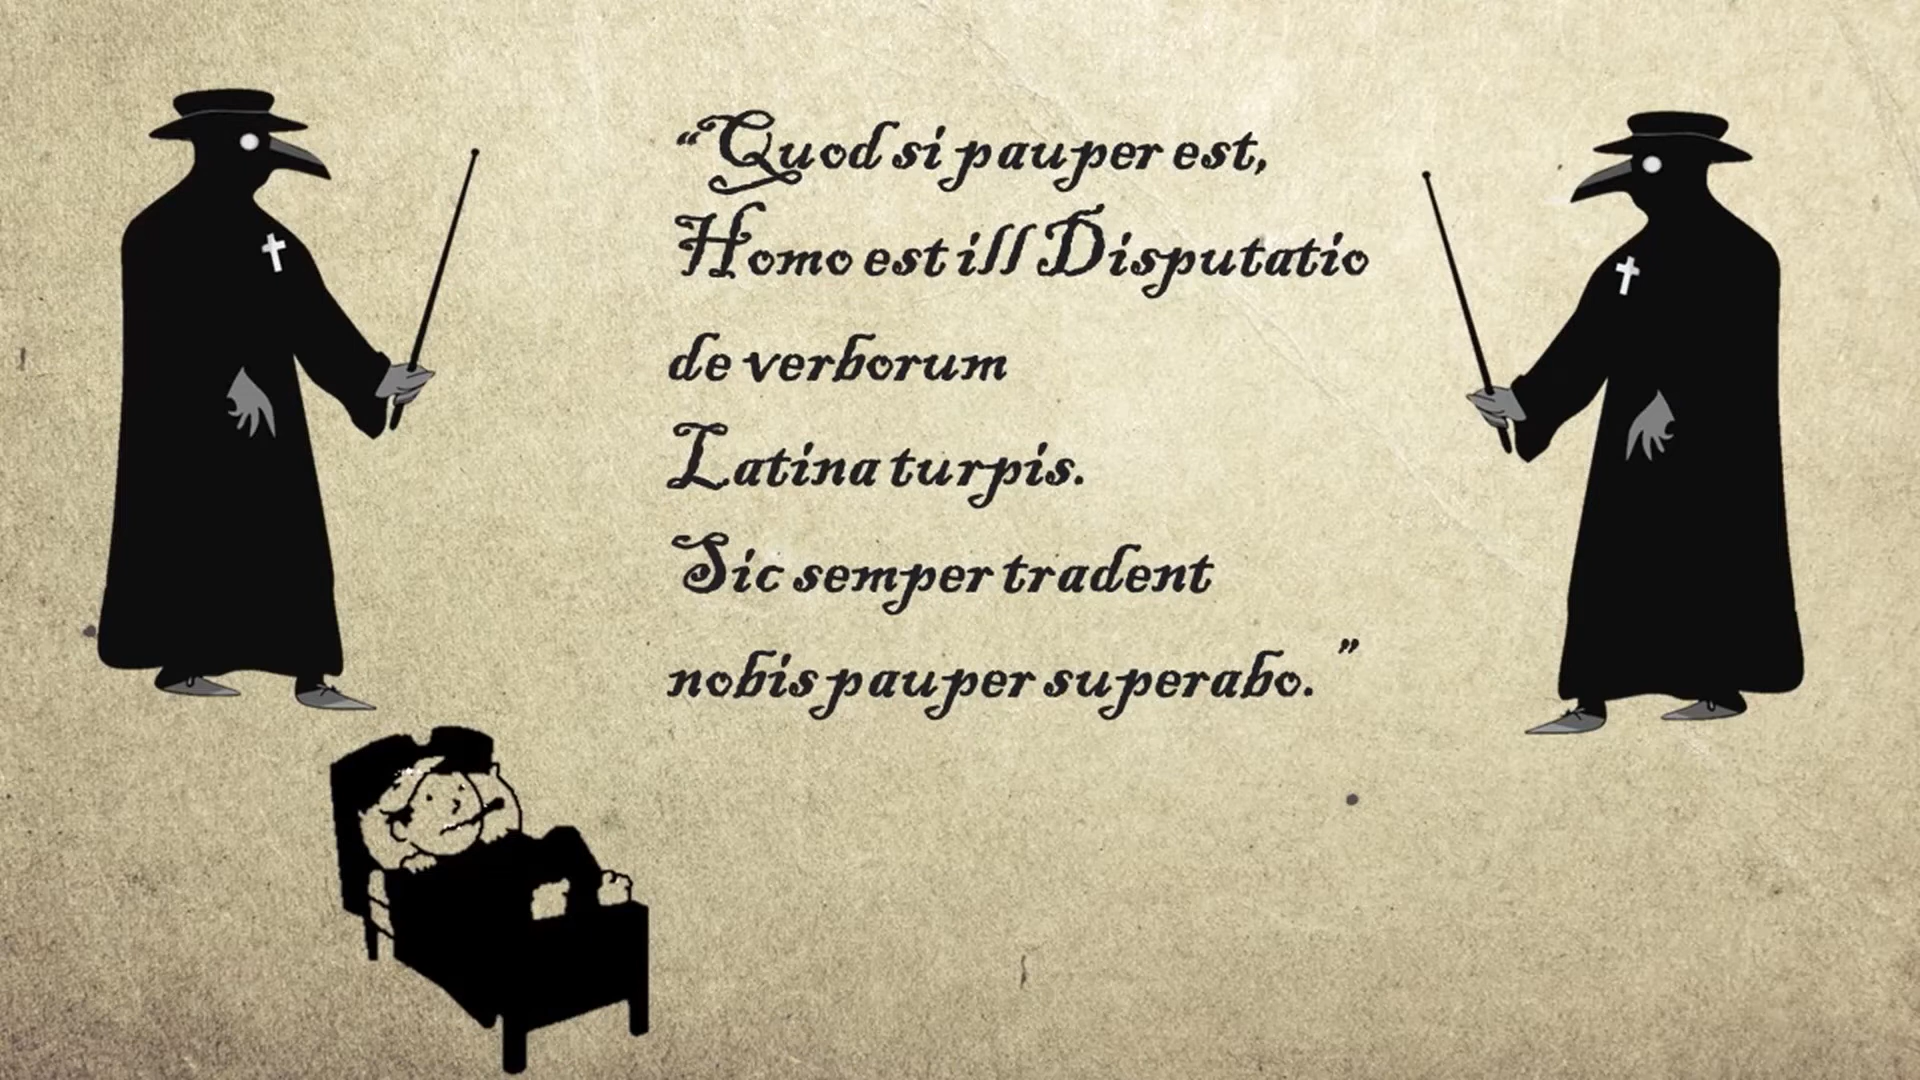 “Quod si pauper est,
Homo est ill Disputatio
de verborum
Latina turpis.
Sic semper tradent
nobis pauper superabo.”